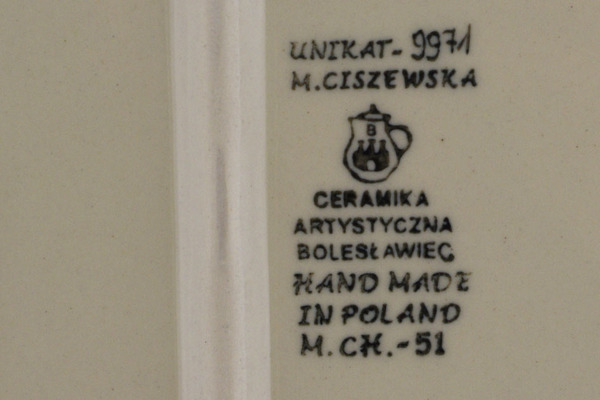 UNIKAT-9971
M.CISZEWSKA
B
CERAMIKA
ARTYSTYCZNA
BOLESŁAWIEC
HAND MADE
IN POLAND
M. CH.-51